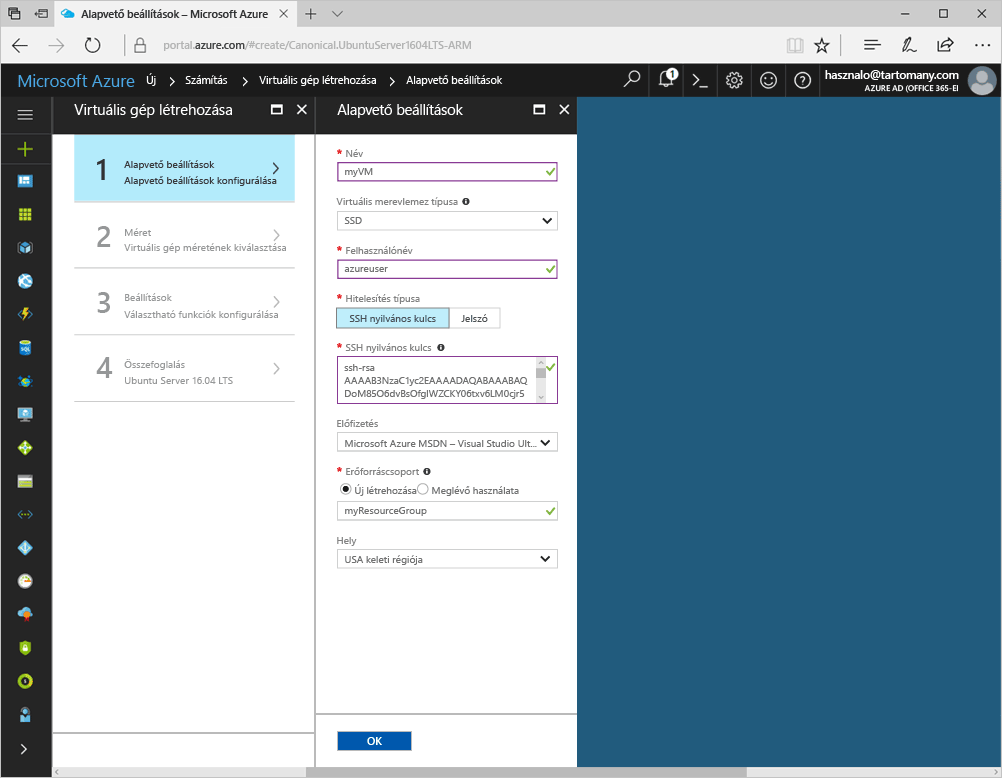 Alapvető beállítások – Microsoft Azure
portal.azure.com/#create/Canonical.UbuntuServer1604LTS-ARM
Microsoft Azure Új Számítás Virtuális gép létrehozása Alapvető beállítások
1
hasznalo@tartomany.com
AZURE AD (OFFICE 365-EI
Virtuális gép létrehozása
1
Alapvető beállítások
Alapvető beállítások konfigurálása
2
Méret
Virtuális gép méretének kiválasztása
3
Beállítások
Választható funkciók konfigurálása
4
Összefoglalás
Ubuntu Server 16.04 LTS
Alapvető beállítások
* Név
myVM
Virtuális merevlemez típusa
SSD
* Felhasználónév
azureuser
* Hitelesítés típusa
SSH nyilvános kulcs Jelszó
* SSH nyilvános kulcs
ssh-rsa
AAAAB3NzaC1yc2EAAAADAQABAAABAQ
DoM85O6dvBsOfgIWZCKY06txv6LM0cjr5
Előfizetés
Microsoft Azure MSDN – Visual Studio Ult...
* Erőforráscsoport
Új létrehozása Meglévő használata
myResourceGroup
Hely
USA keleti régiója
OK
SQL